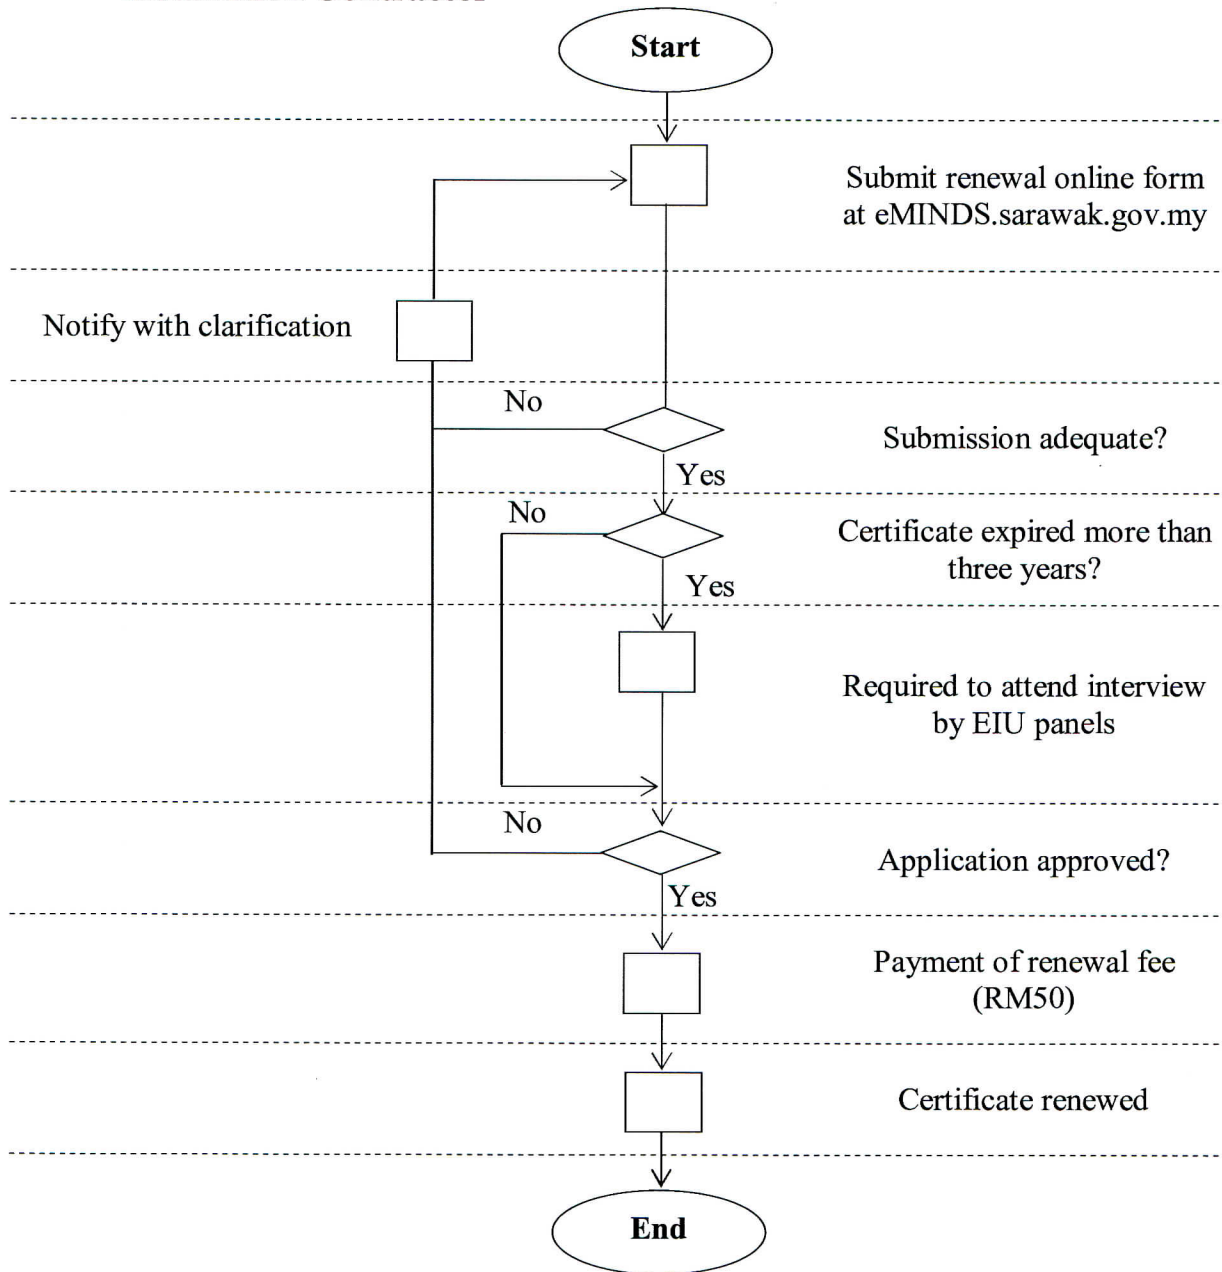 Start
Submit renewal online form
at eMINDS.sarawak.gov.my
Notify with clarification
No
Submission adequate?
Yes
No
Certificate expired more than
three years?
Yes
Required to attend interview
by EIU panels
No
Application approved?
Yes
Payment of renewal fee
(RM50)
Certificate renewed
End